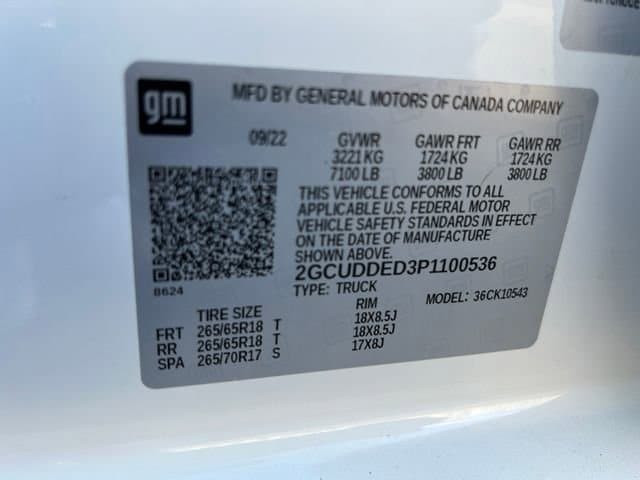 gm
MFD BY GENERAL MOTORS OF CANADA COMPANY
09/22 GVWR GAWR FRT GAWR RR
3221 KG 1724 KG 1724 KG
7100 LB 3800 LB 3800 LB
THIS VEHICLE CONFORMS TO ALL
APPLICABLE U.S. FEDERAL MOTOR
VEHICLE SAFETY STANDARDS IN EFFECT
ON THE DATE OF MANUFACTURE
SHOWN ABOVE.
2GCUDDED3P1100536
8624
TYPE: TRUCK MODEL: 36CK10543
TIRE SIZE RIM
FRT 265/65R18 T 18X8.5J
RR 265/65R18 T 18X8.5J
SPA 265/70R17 S 17X8J